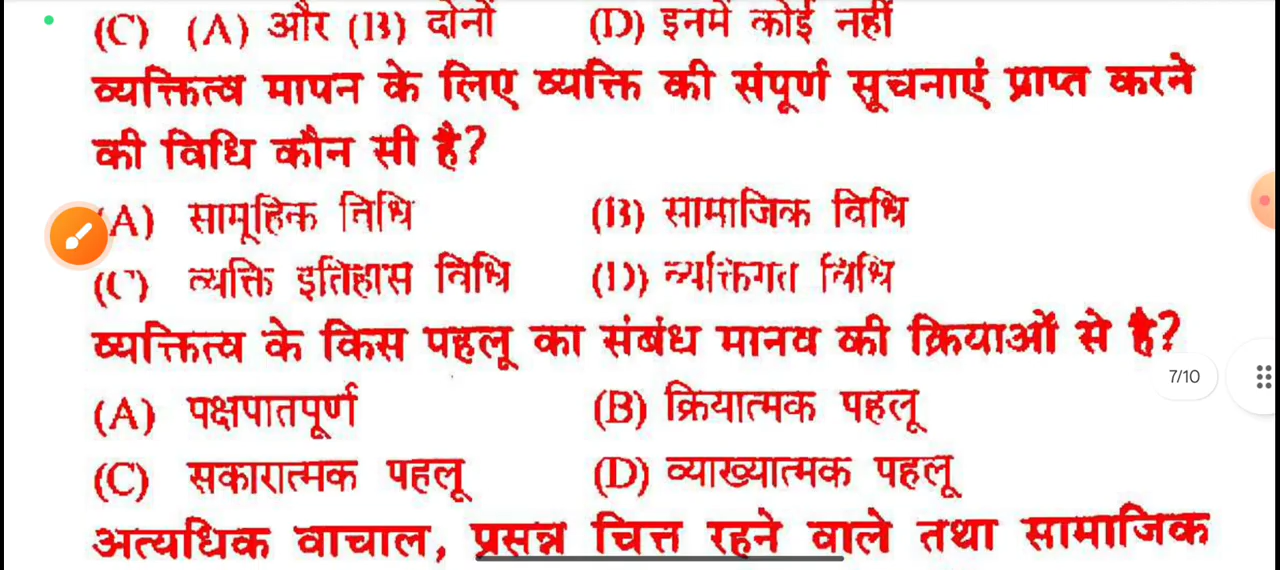 (C) (A) और (B) दोनों (D) इनमें कोई नहीं
व्यक्तित्व मापन के लिए व्यक्ति की संपूर्ण सूचनाएं प्राप्त करने
की विधि कौन सी है?
(A) सामूहिक विधि (B) सामाजिक विधि
(C) व्यक्ति इतिहास विधि (D) व्यक्तिगत विधि
व्यक्तित्व के किस पहलू का संबंध मानव की क्रियाओं से है?
7/10
(A) पक्षपातपूर्ण (B) क्रियात्मक पहलू
(C) सकारात्मक पहलू (D) व्याख्यात्मक पहलू
अत्यधिक वाचाल, प्रसन्न चित्त रहने वाले तथा सामाजिक